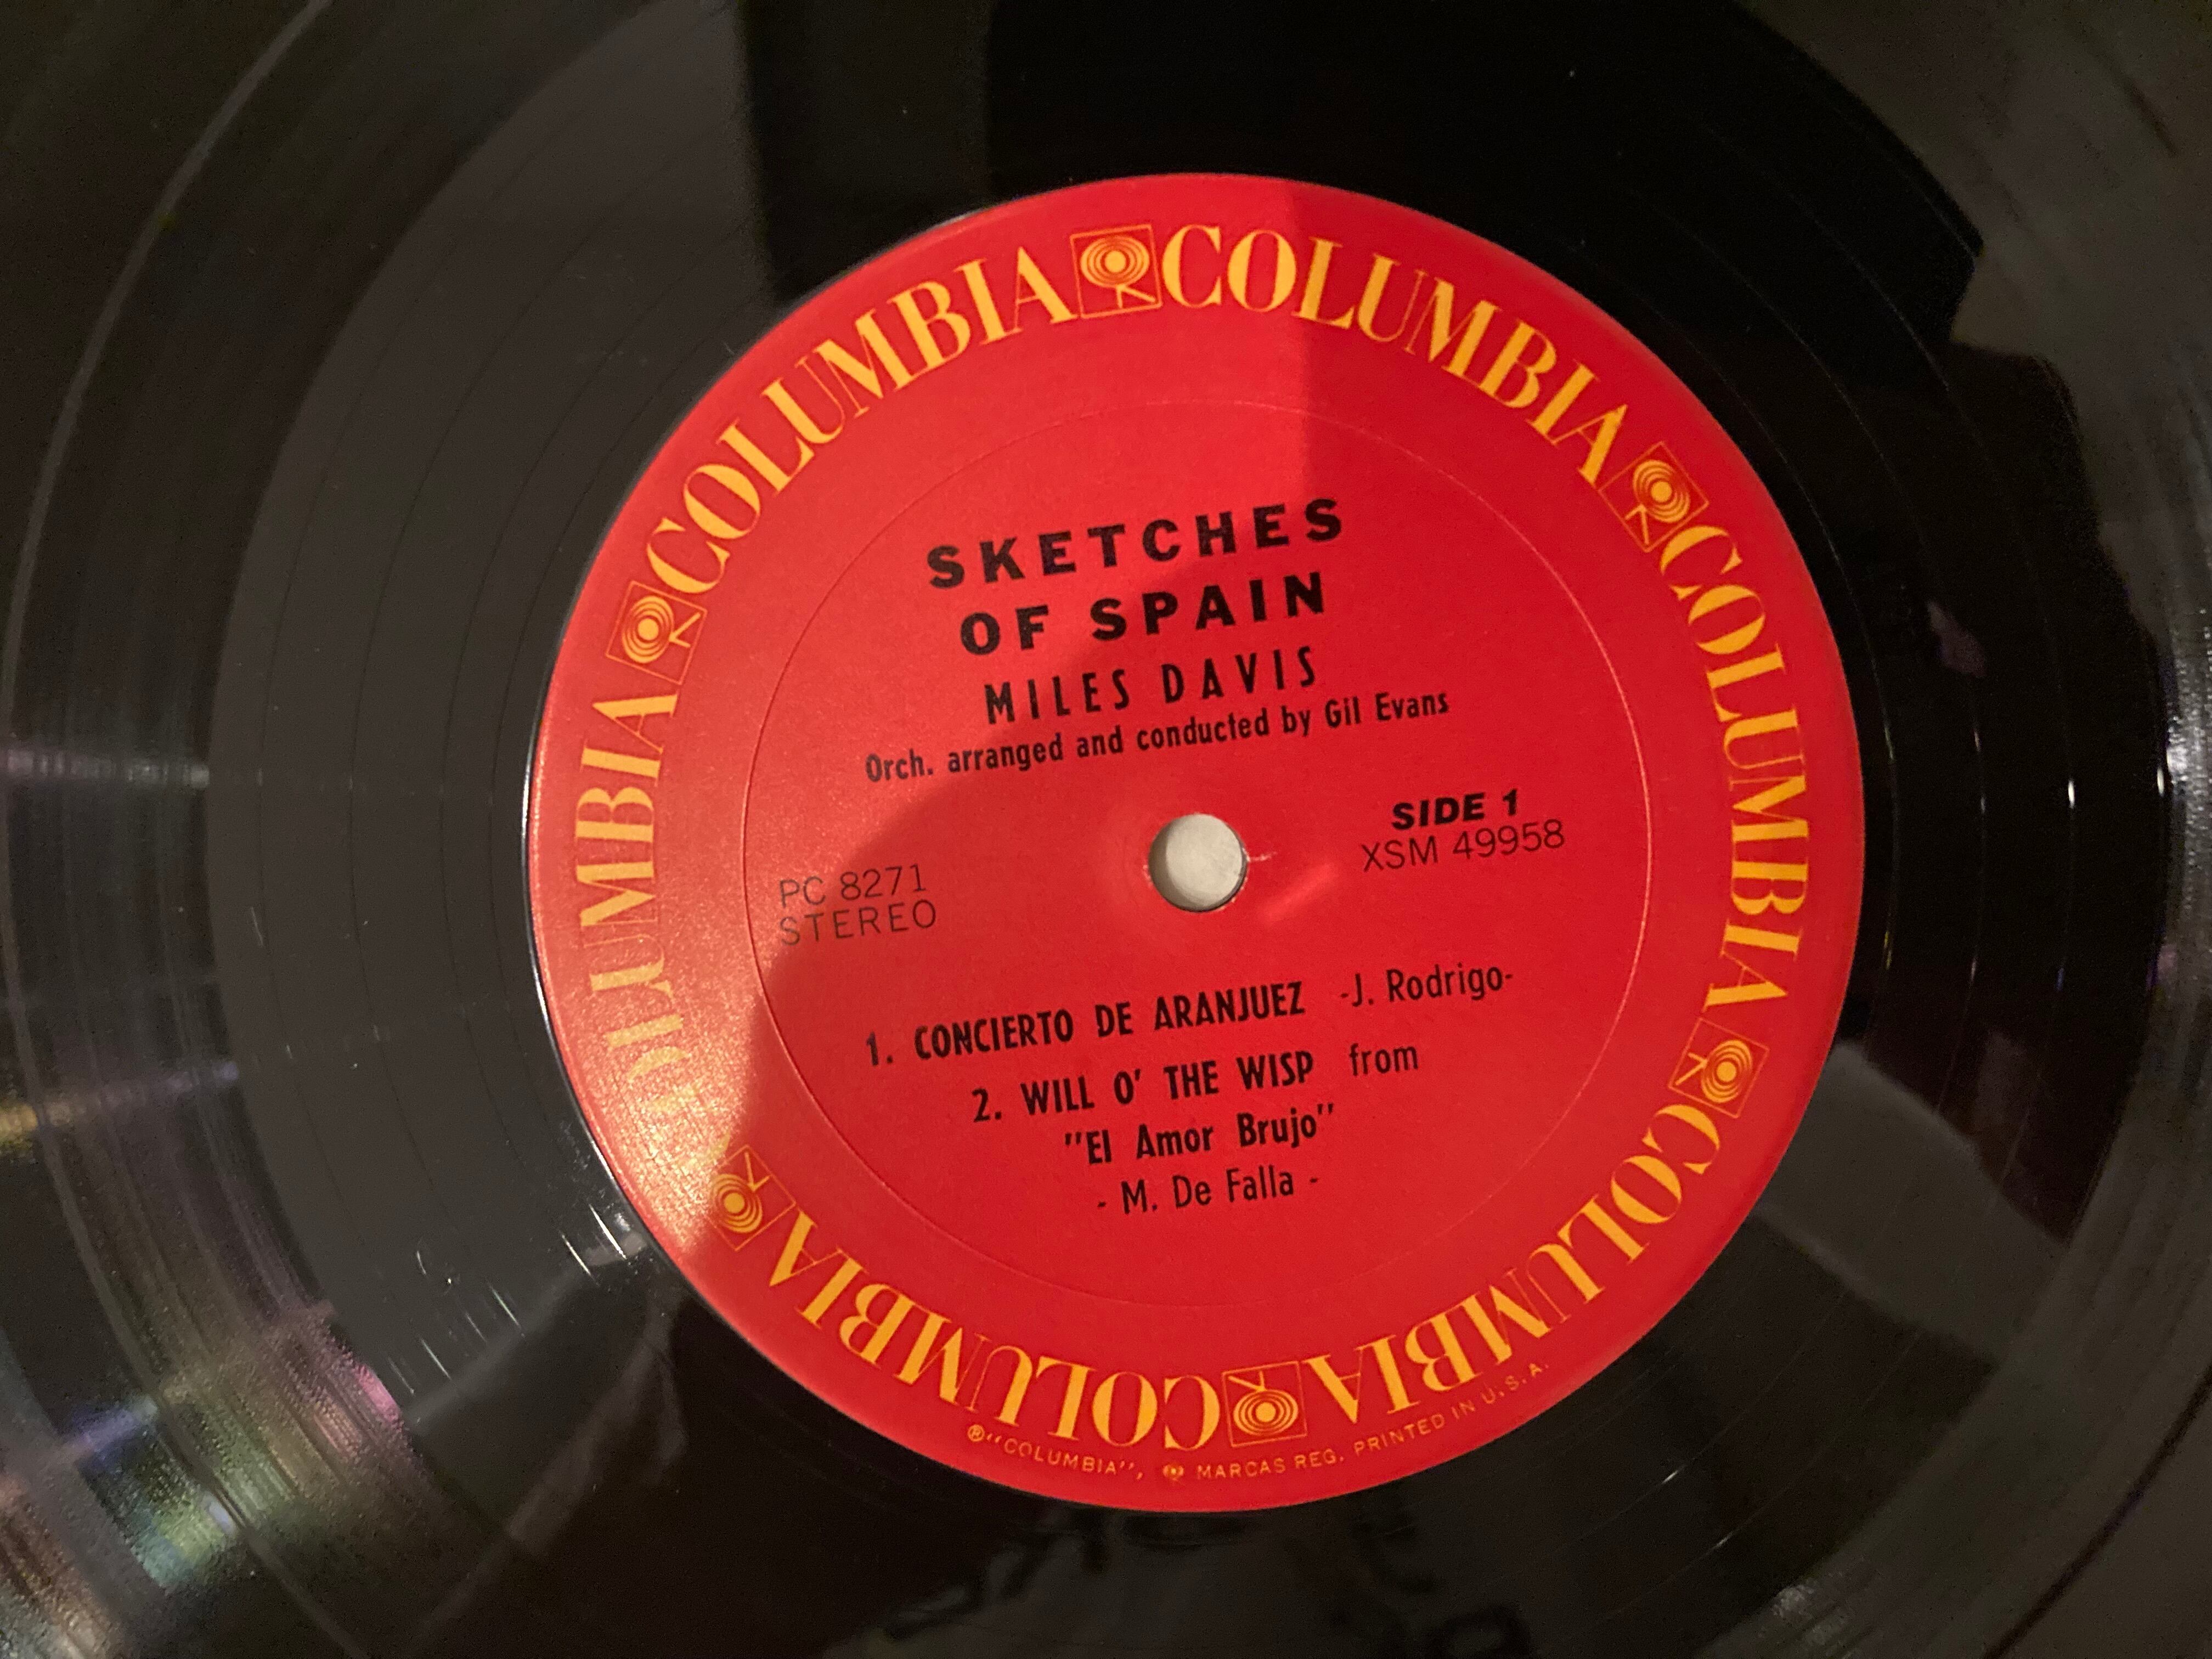 COLUMBIA COLUMBIA COLUMBIA COLUMBIA COLUMBIA COLUMBIA
SKETCHES
OF SPAIN
MILES DAVIS
Orch. arranged and conducted by Gil Evans
SIDE 1
XSM 49958
PC 8271
STEREO
1. CONCIERTO DE ARANJUEZ -J. Rodrigo-
2. WILL O' THE WISP from
"El Amor Brujo"
- M. De Falla -
®"COLUMBIA", MARCAS REG. PRINTED IN U.S.A.